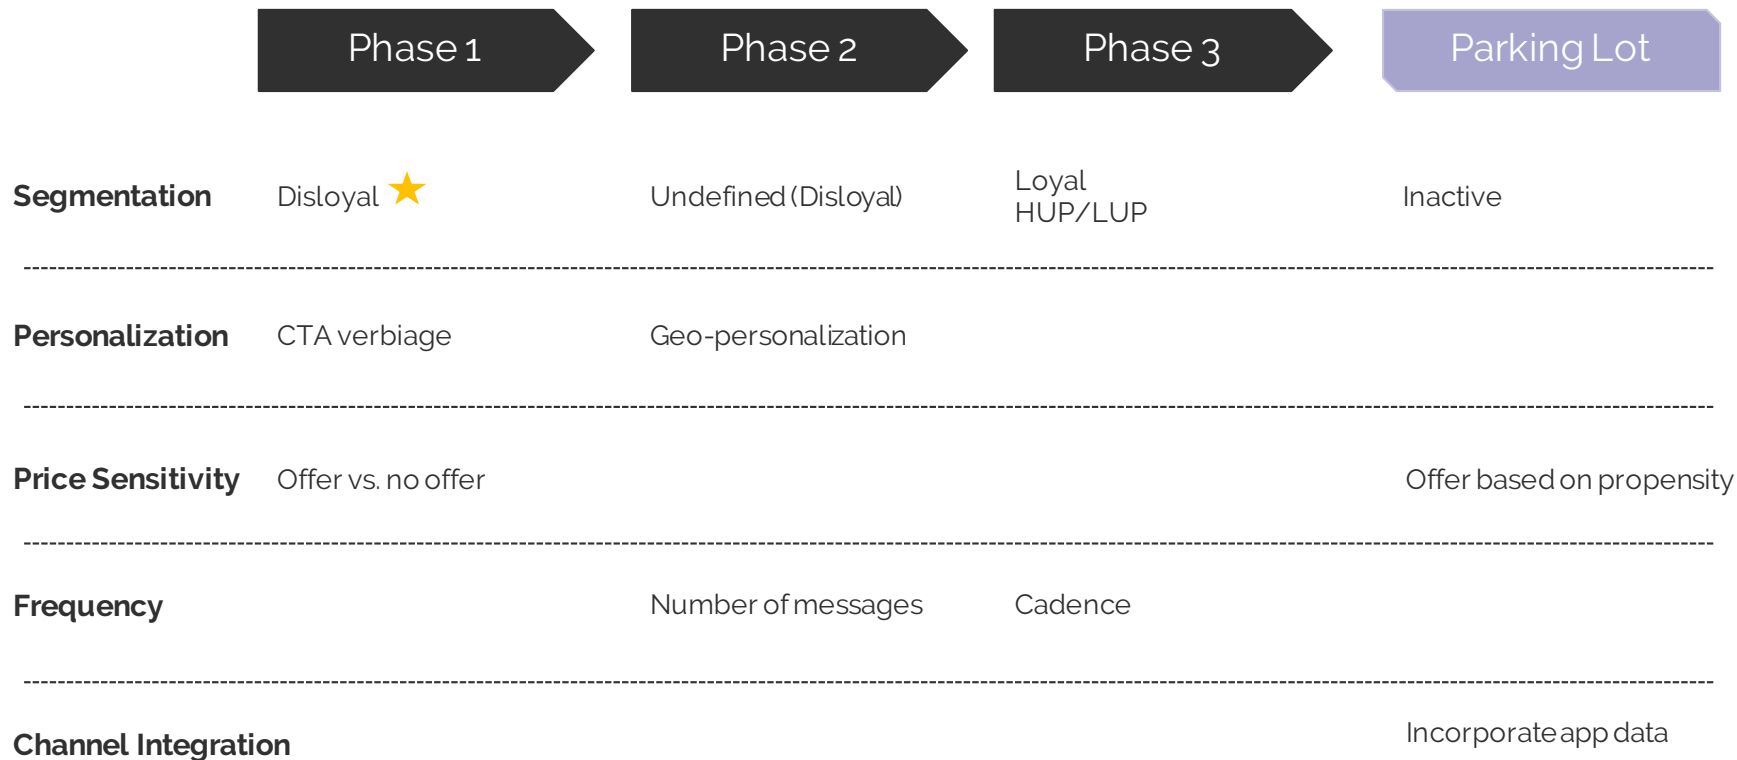 Phase 1 Phase 2 Phase 3 Parking Lot
Segmentation Disloyal Undefined (Disloyal) Loyal Inactive
HUP/LUP
Personalization CTA verbiage Geo-personalization
Price Sensitivity Offer vs. no offer Offer based on propensity
Frequency Number of messages Cadence
Channel Integration Incorporate app data